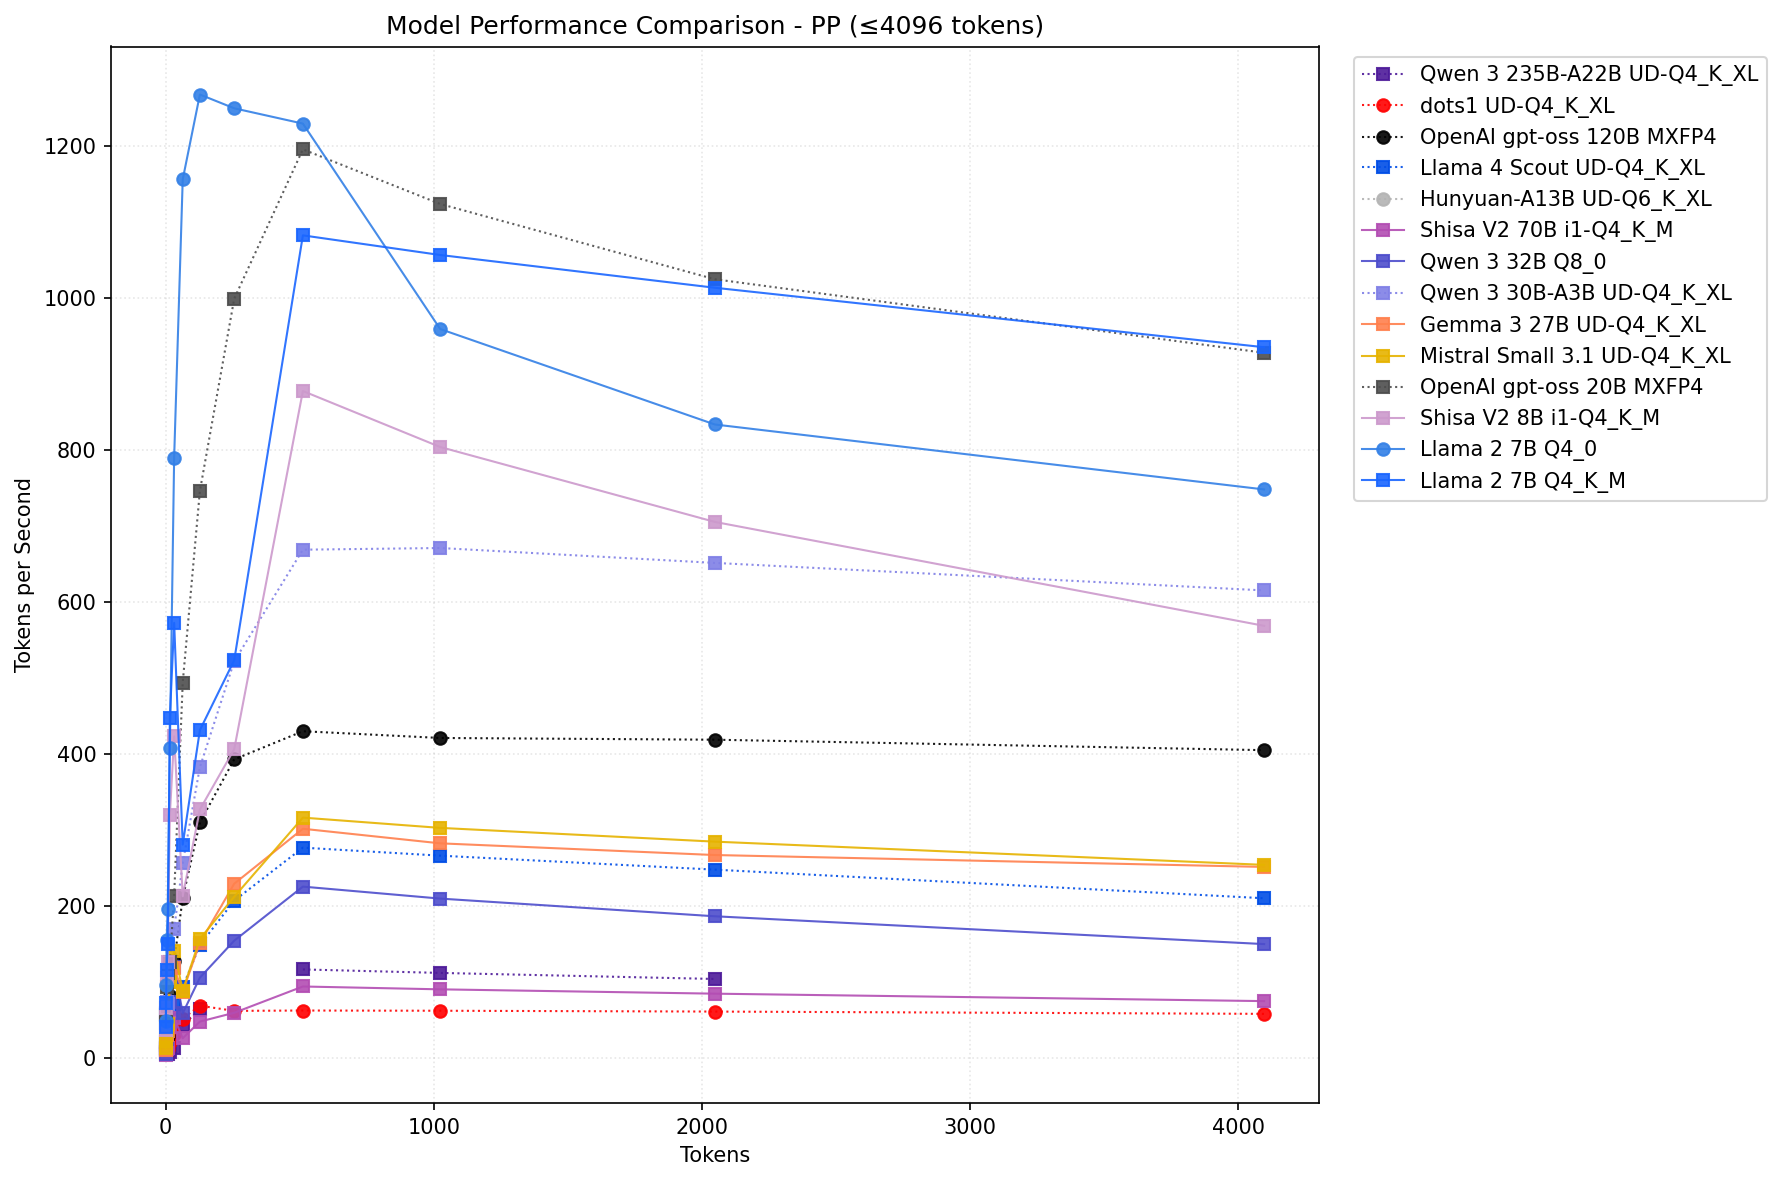 Model Performance Comparison - PP (≤4096 tokens)
Tokens per Second
1200
1000
800
600
400
200
0
0
1000
2000
3000
4000
Tokens
Qwen 3 235B-A22B UD-Q4_K_XL
dots1 UD-Q4_K_XL
OpenAI gpt-oss 120B MXFP4
Llama 4 Scout UD-Q4_K_XL
Hunyuan-A13B UD-Q6_K_XL
Shisa V2 70B i1-Q4_K_M
Qwen 3 32B Q8_0
Qwen 3 30B-A3B UD-Q4_K_XL
Gemma 3 27B UD-Q4_K_XL
Mistral Small 3.1 UD-Q4_K_XL
OpenAI gpt-oss 20B MXFP4
Shisa V2 8B i1-Q4_K_M
Llama 2 7B Q4_0
Llama 2 7B Q4_K_M